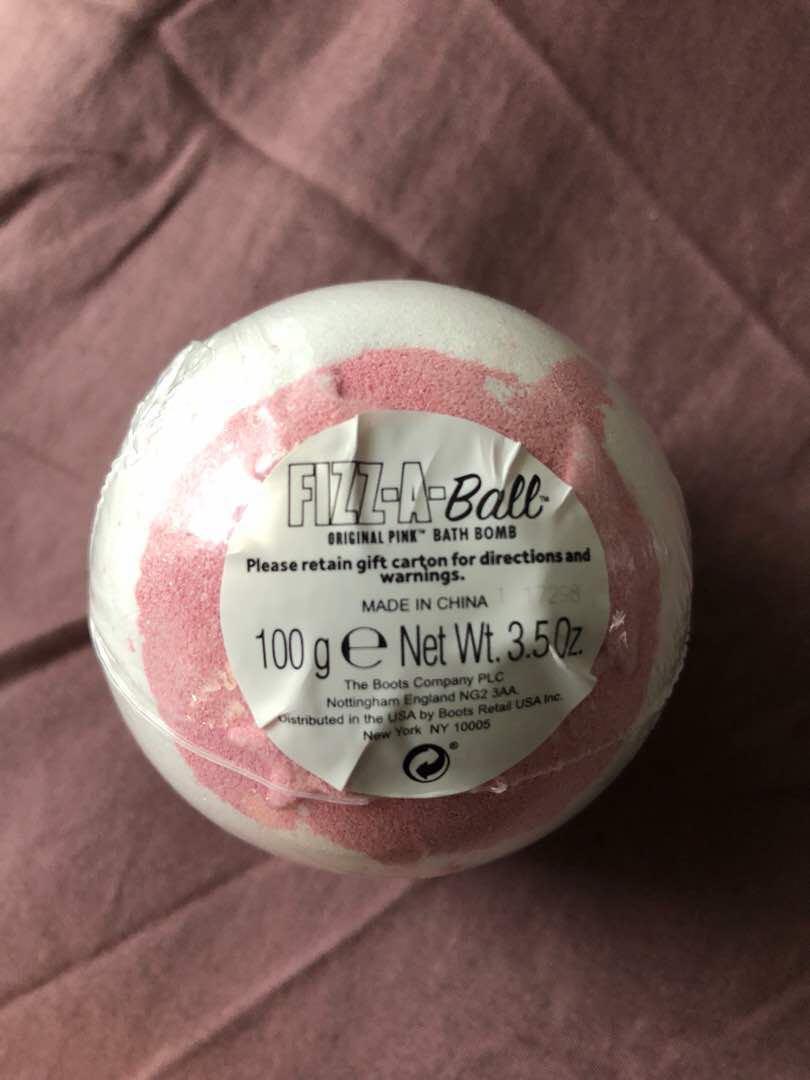 FIZZ-A-Ball™
ORIGINAL PINK™ BATH BOMB
Please retain gift carton for directions and
warnings.
MADE IN CHINA
100 g ℮ Net Wt. 3.5 Oz.
The Boots Company PLC
Nottingham England NG2 3AA.
Distributed in the USA by Boots Retail USA Inc.
New York NY 10005
®